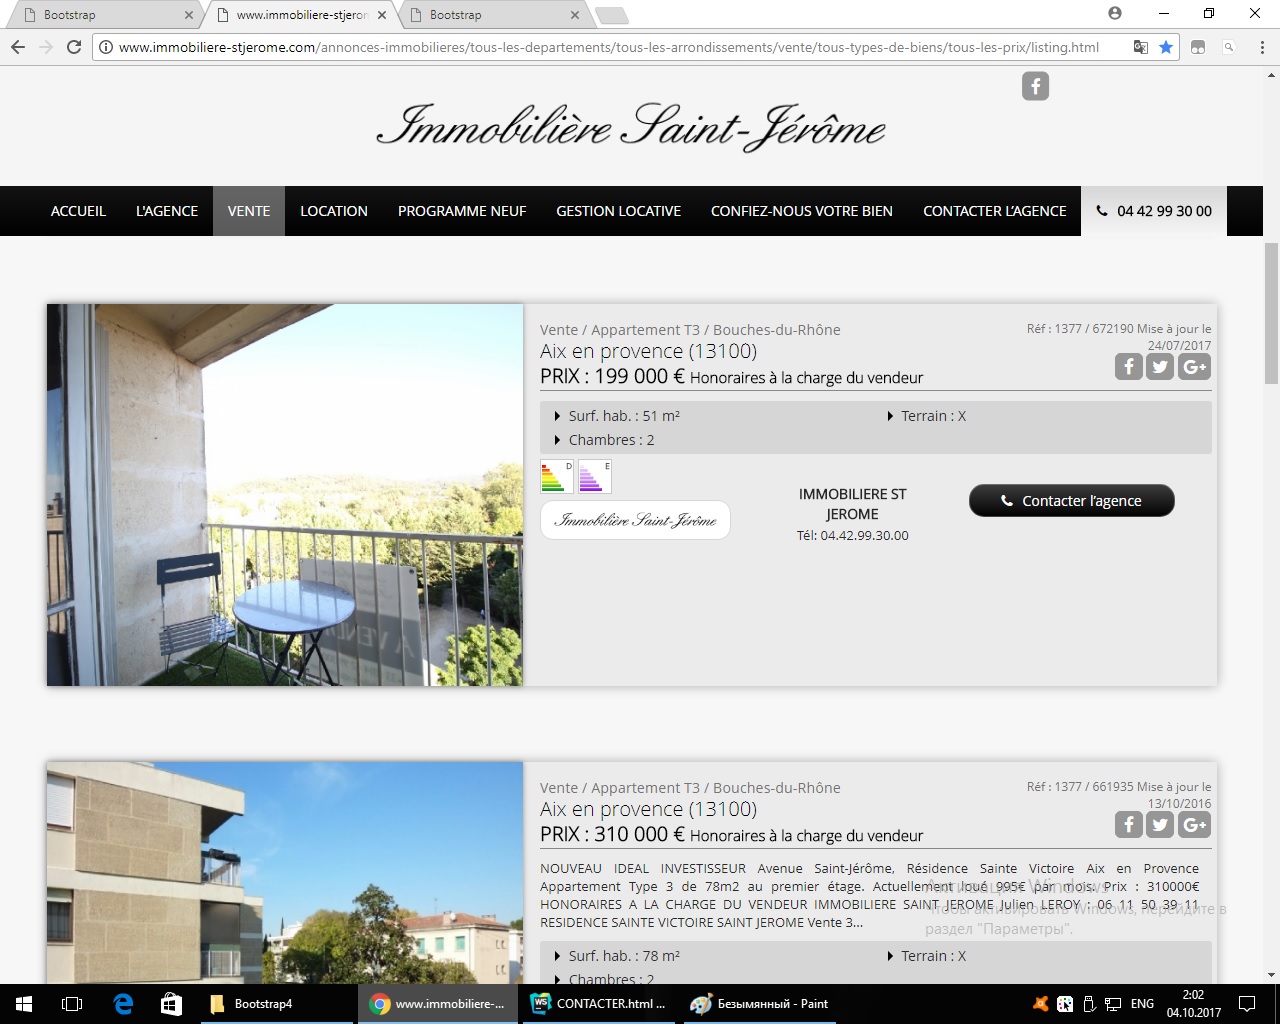 Bootstrap
www.immobiliere-stjeron
Bootstrap
www.immobiliere-stjerome.com/annonces-immobilieres/tous-les-departements/tous-les-arrondissements/vente/tous-types-de-biens/tous-les-prix/listing.html
Immobilière Saint-Jérôme
ACCUEIL L'AGENCE VENTE LOCATION PROGRAMME NEUF GESTION LOCATIVE CONFIEZ-NOUS VOTRE BIEN CONTACTER L'AGENCE 04 42 99 30 00
Vente / Appartement T3 / Bouches-du-Rhône
Aix en provence (13100)
PRIX : 199 000 € Honoraires à la charge du vendeur
Réf : 1377 / 672190 Mise à jour le
24/07/2017
Surf. hab. : 51 m²
Terrain : X
Chambres : 2
D
E
Immobilière Saint-Jérôme
IMMOBILIERE ST
JEROME
Tél: 04.42.99.30.00
Contacter l'agence
A VEN
Vente / Appartement T3 / Bouches-du-Rhône
Aix en provence (13100)
PRIX : 310 000 € Honoraires à la charge du vendeur
Réf : 1377 / 661935 Mise à jour le
13/10/2016
NOUVEAU IDEAL INVESTISSEUR Avenue Saint-Jérôme, Résidence Sainte Victoire Aix en Provence
Appartement Type 3 de 78m2 au premier étage. Actuellement loué 995€ par mois. Prix : 310000€
HONORAIRES A LA CHARGE DU VENDEUR IMMOBILIERE SAINT JEROME Julien LEROY : 06 11 50 39 11
RESIDENCE SAINTE VICTOIRE SAINT JEROME Vente 3...
Активация Windows
Чтобы активировать Windows, перейдите в
раздел "Параметры".
Surf. hab. : 78 m²
Terrain : X
Chambres : 2
Bootstrap4
www.immobiliere-...
CONTACTER.html ...
Безымянный - Paint
ENG
2:02
04.10.2017